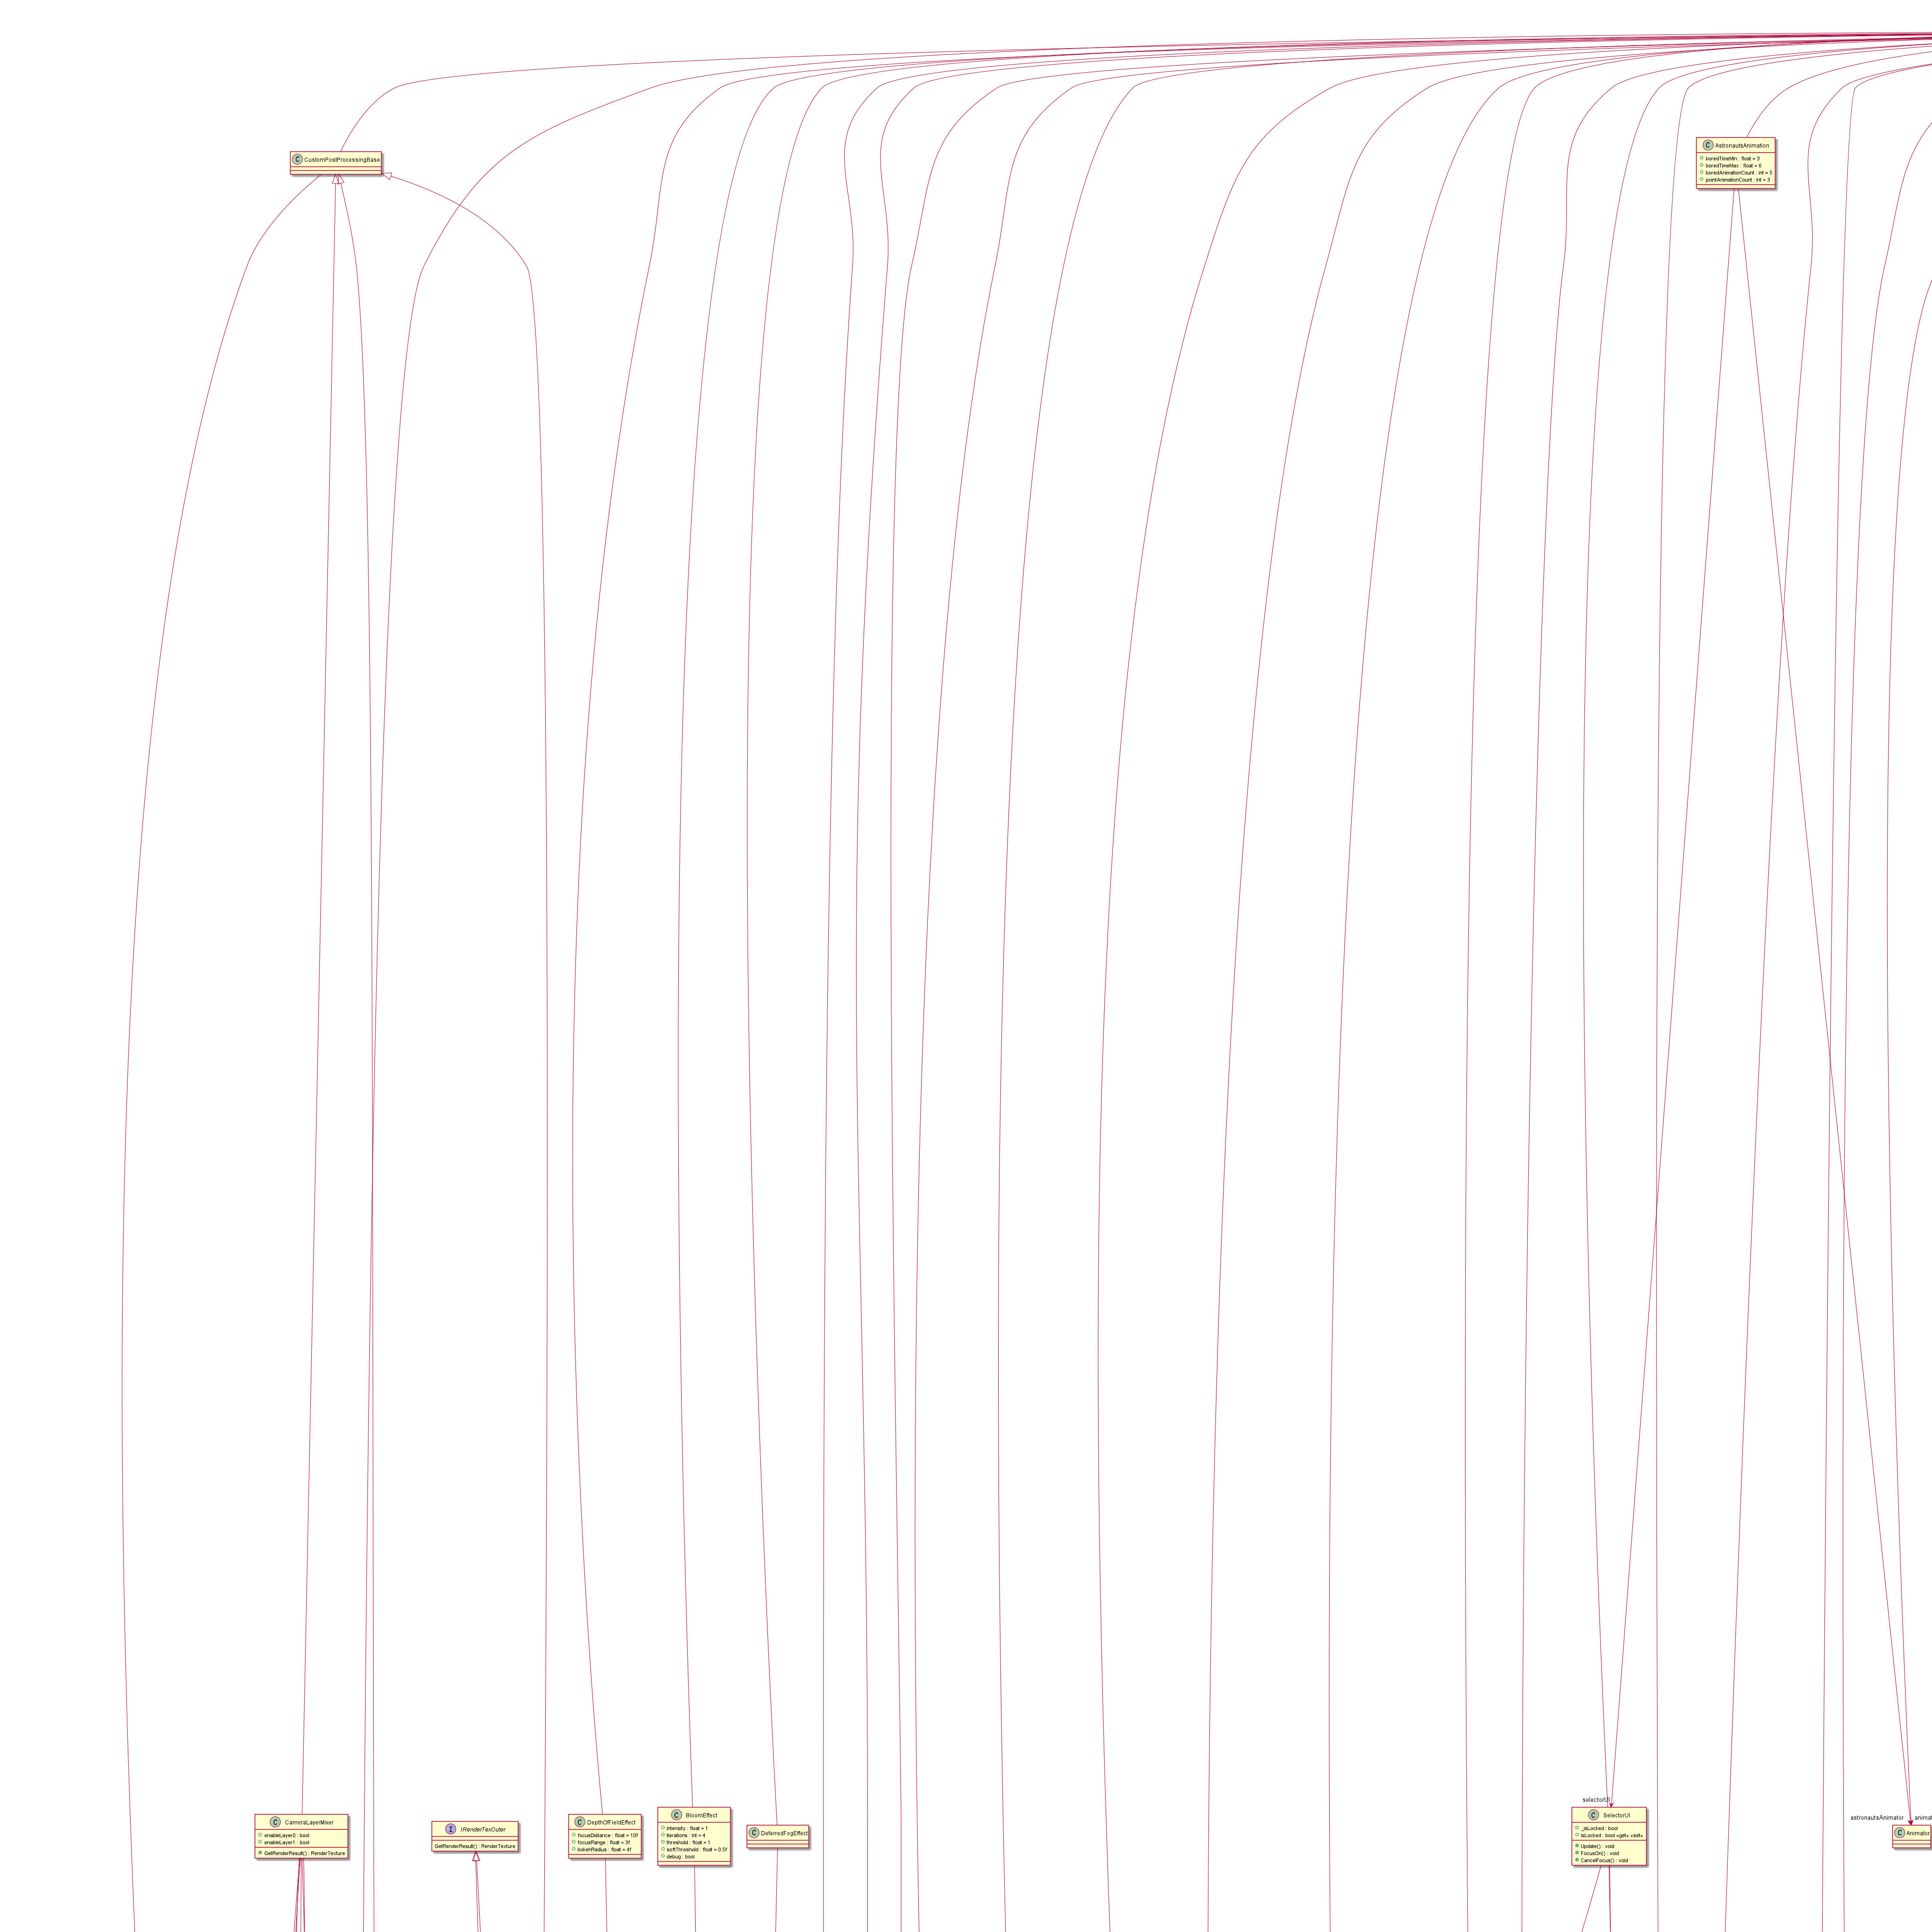 C AstronautsAnimation
boredTimeMin : float = 3
boredTimeMax : float = 6
boredAnimationCount : int = 5
pointAnimationCount : int = 3
C CustomPostProcessingBase
selectorUI
astronautsAnimator
C CameraLayerMixer
enableLayer0 : bool
enableLayer1 : bool
GetRenderResult() : RenderTexture
I IRenderTexOuter
GetRenderResult() : RenderTexture
C DepthOfFieldEffect
focusDistance : float = 10f
focusRange : float = 3f
bokehRadius : float = 4f
C BloomEffect
intensity : float = 1
iterations : int = 4
threshold : float = 1
softThreshold : float = 0.5f
debug : bool
C DeferredFogEffect
C SelectorUI
_isLocked : bool
isLocked : bool «get» «set»
Update() : void
FocusOn() : void
CancelFocus() : void
C Animator